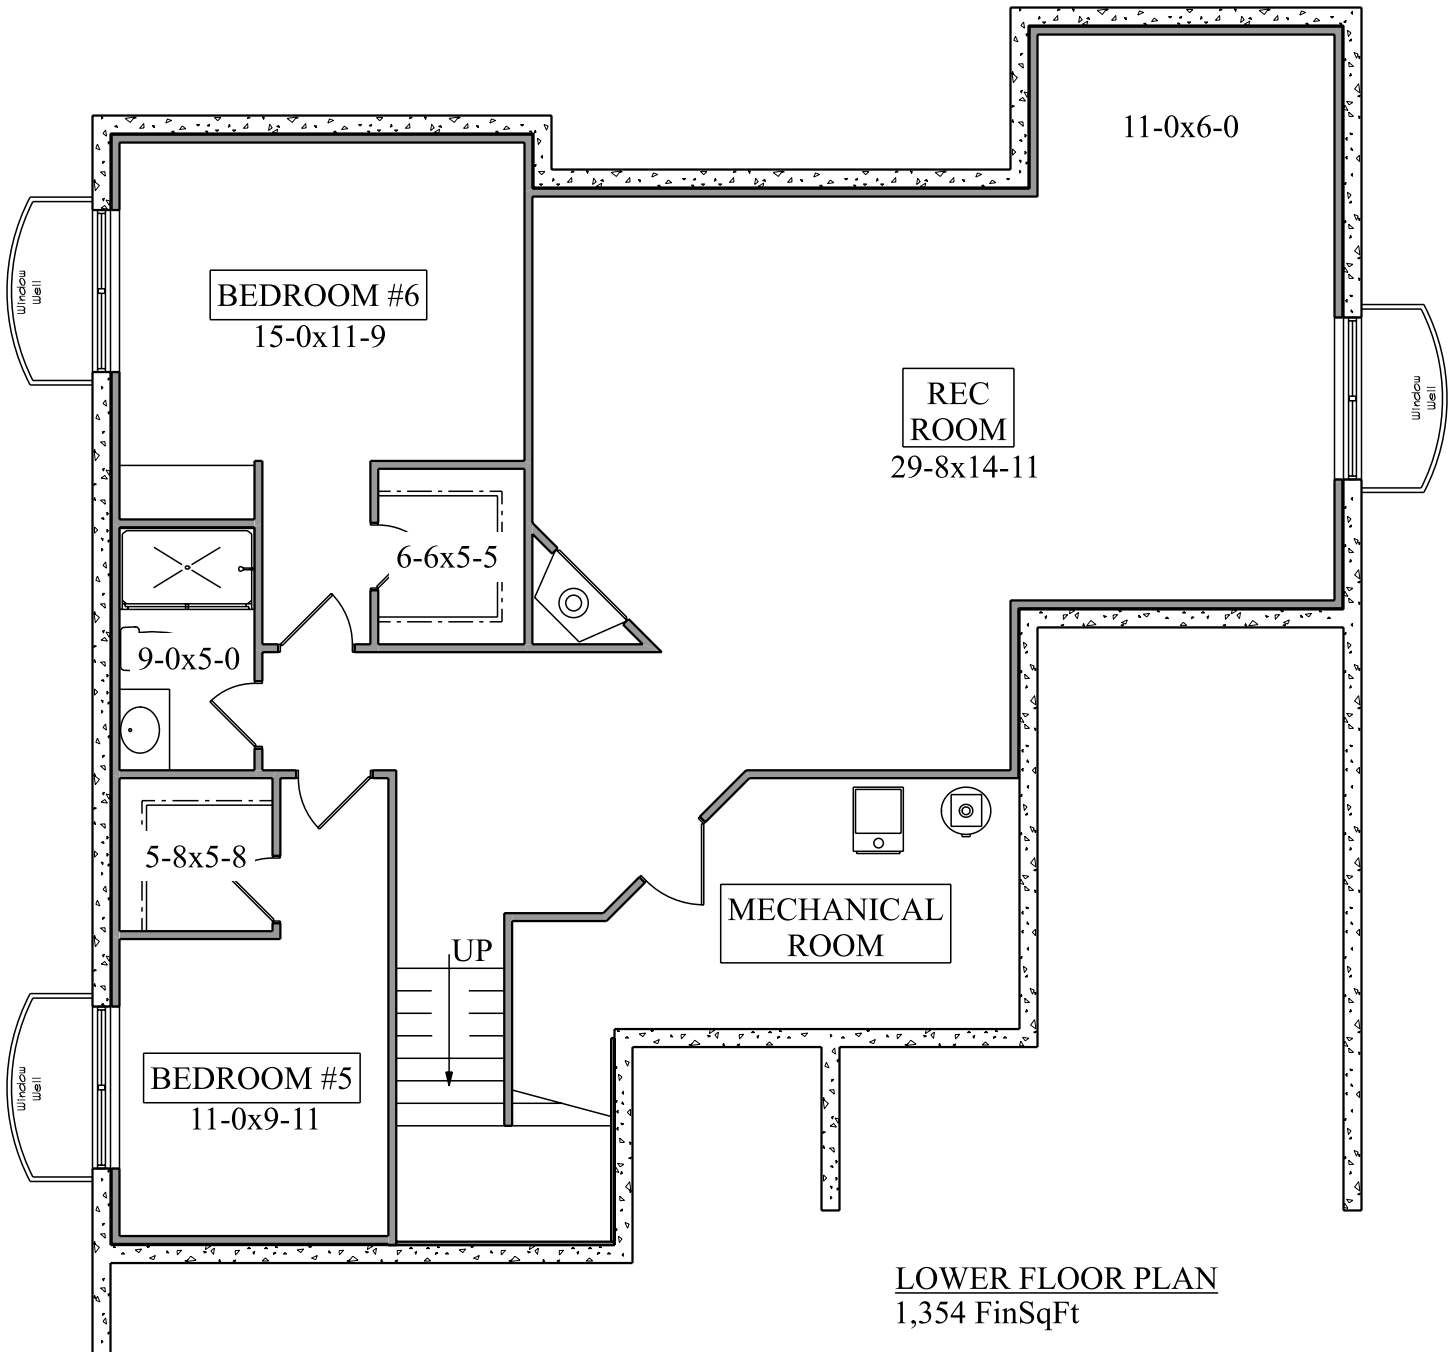 11-0x6-0
Window
Well
BEDROOM #6
15-0x11-9
REC
ROOM
29-8x14-11
Window
Well
6-6x5-5
9-0x5-0
5-8x5-8
MECHANICAL
ROOM
UP
Window
Well
BEDROOM #5
11-0x9-11
LOWER FLOOR PLAN
1,354 FinSqFt